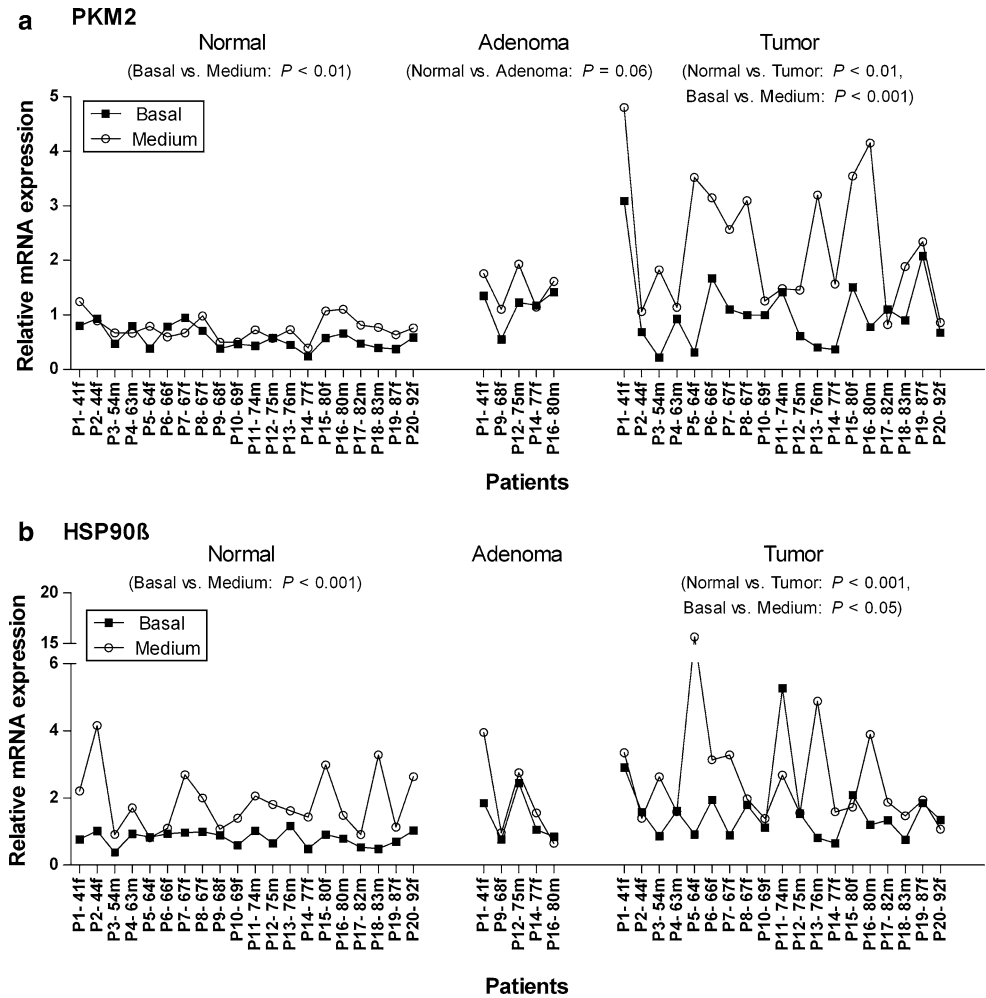 a PKM2
Normal Adenoma Tumor
(Basal vs. Medium: P < 0.01) (Normal vs. Adenoma: P = 0.06) (Normal vs. Tumor: P < 0.01,
Basal vs. Medium: P < 0.001)
Relative mRNA expression
5
4
3
2
1
0
Basal
Medium
P1- 41f
P2- 44f
P3- 54m
P4- 63m
P5- 64f
P6- 66f
P7- 67f
P8- 67f
P9- 68f
P10- 69f
P11- 74m
P12- 75m
P13- 76m
P14- 77f
P15- 80f
P16- 80m
P17- 82m
P18- 83m
P19- 87f
P20- 92f
P1- 41f
P9- 68f
P12- 75m
P14- 77f
P16- 80m
P1- 41f
P2- 44f
P3- 54m
P4- 63m
P5- 64f
P6- 66f
P7- 67f
P8- 67f
P10- 69f
P11- 74m
P12- 75m
P13- 76m
P14- 77f
P15- 80f
P16- 80m
P17- 82m
P18- 83m
P19- 87f
P20- 92f
Patients
b HSP90ß
Normal Adenoma Tumor
(Basal vs. Medium: P < 0.001) (Normal vs. Tumor: P < 0.001,
Basal vs. Medium: P < 0.05)
Relative mRNA expression
20
15
6
4
2
0
Basal
Medium
P1- 41f
P2- 44f
P3- 54m
P4- 63m
P5- 64f
P6- 66f
P7- 67f
P8- 67f
P9- 68f
P10- 69f
P11- 74m
P12- 75m
P13- 76m
P14- 77f
P15- 80f
P16- 80m
P17- 82m
P18- 83m
P19- 87f
P20- 92f
P1- 41f
P9- 68f
P12- 75m
P14- 77f
P16- 80m
P1- 41f
P2- 44f
P3- 54m
P4- 63m
P5- 64f
P6- 66f
P7- 67f
P8- 67f
P10- 69f
P11- 74m
P12- 75m
P13- 76m
P14- 77f
P15- 80f
P16- 80m
P17- 82m
P18- 83m
P19- 87f
P20- 92f
Patients